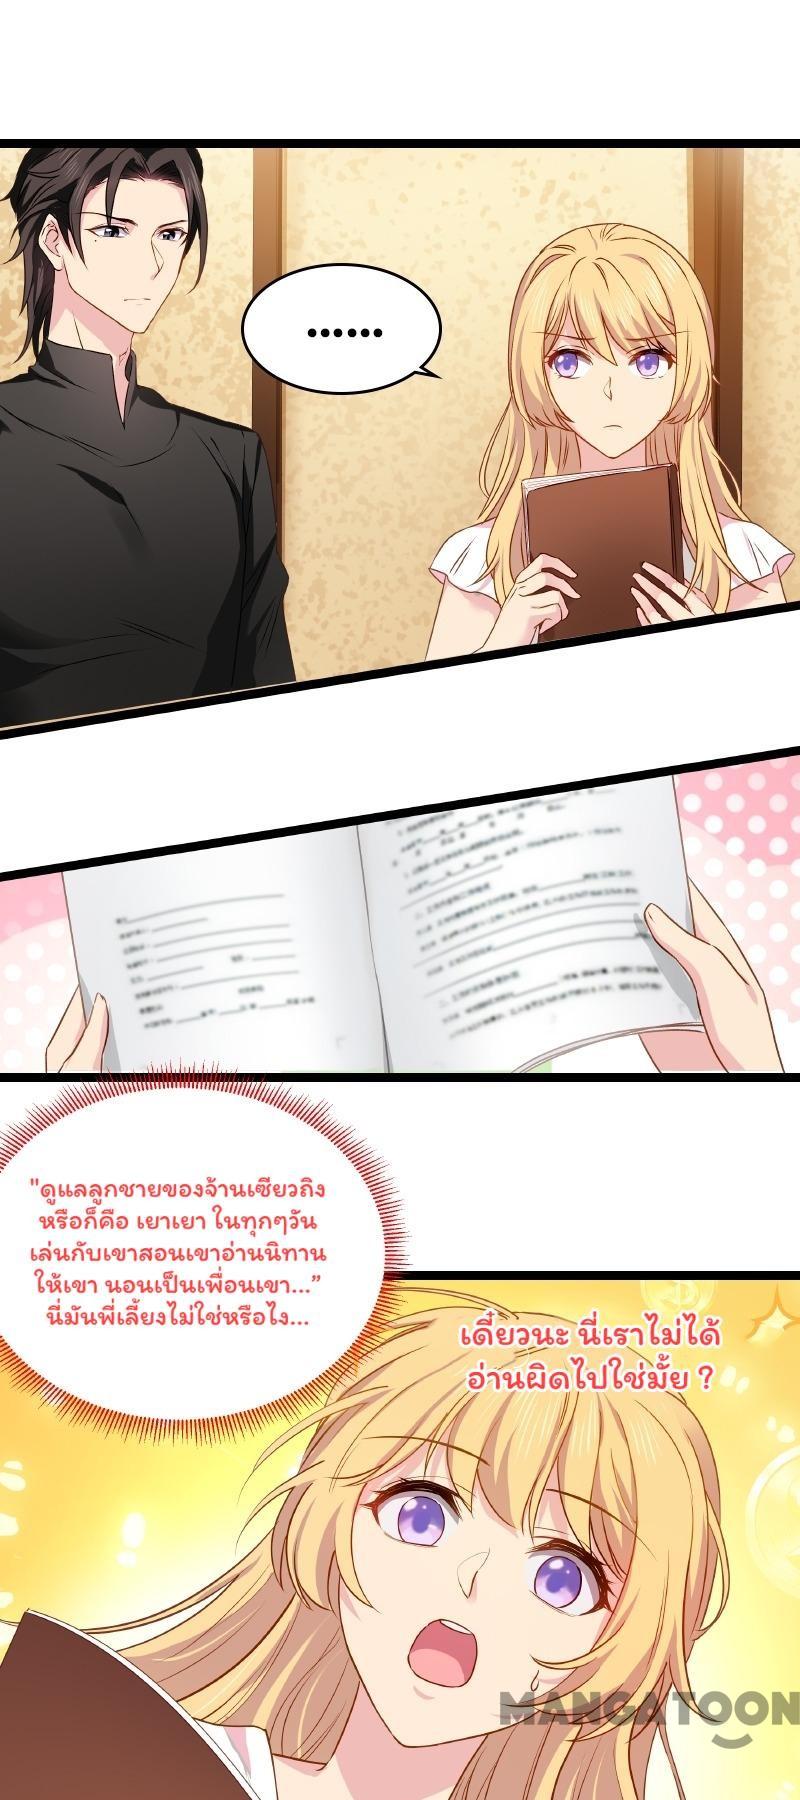 ••••••
"ดูแลลูกชายของจ้านเซียวถิง
หรือก็คือ เยาเยา ในทุกๆวัน
เล่นกับเขาสอนเขาอ่านนิทาน
ให้เขา นอนเป็นเพื่อนเขา..."
นี่มันพี่เลี้ยงไม่ใช่หรือไง...
เดี๋ยวนะ นี่เราไม่ได้
อ่านผิดไปใช่มั้ย ?
MANGATOON